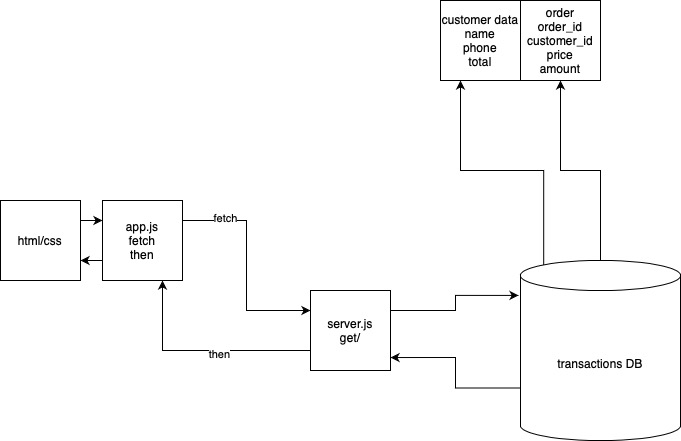 customer data
name
phone
total
order
order_id
customer_id
price
amount
html/css
app.js
fetch
then
fetch
server.js
get/
then
transactions DB